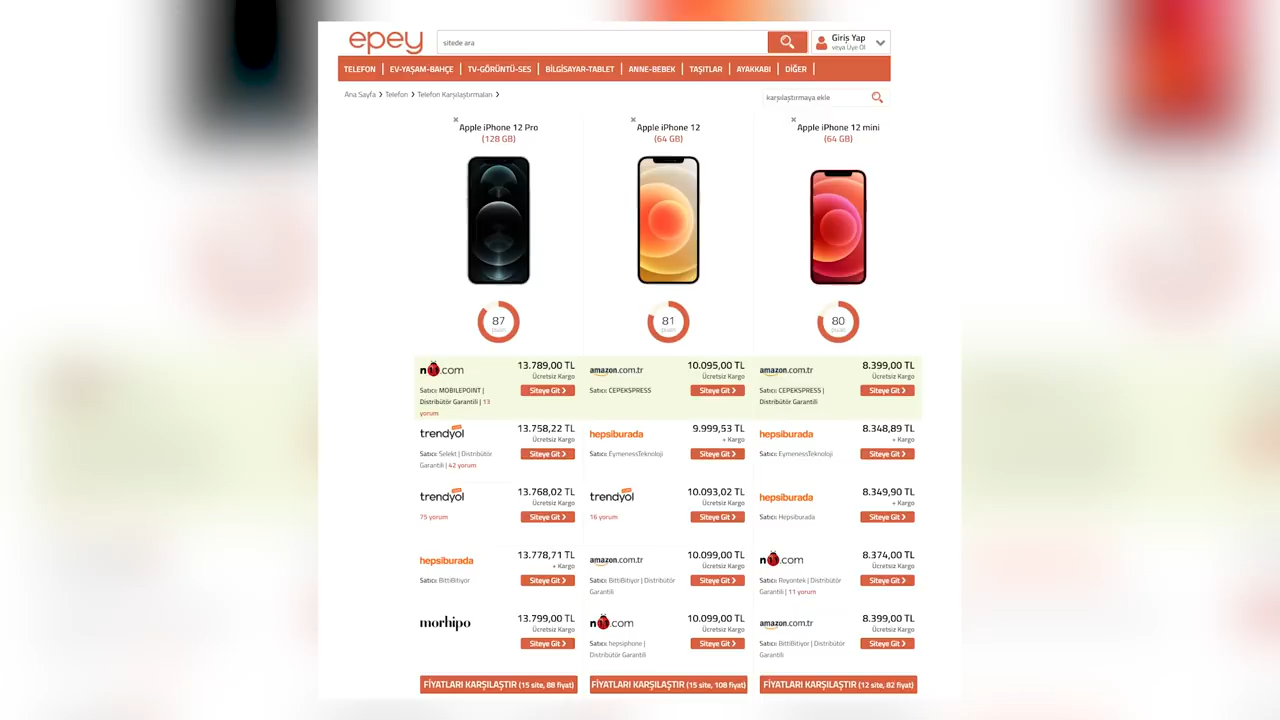 epey
sitede ara
Giriş Yap
veya Üye Ol
TELEFON
EV-YAŞAM-BAHÇE
TV-GÖRÜNTÜ-SES
BİLGİSAYAR-TABLET
ANNE-BEBEK
TAŞITLAR
AYAKKABI
DİĞER
Ana Sayfa > Telefon > Telefon Karşılaştırmaları >
karşılaştırmaya ekle
Apple iPhone 12 Pro
(128 GB)
Apple iPhone 12
(64 GB)
Apple iPhone 12 mini
(64 GB)
87
puan
81
puan
80
puan
n11.com
13.789,00 TL
Ücretsiz Kargo
Satıcı: MOBILEPOINT |
Distribütör Garantili | 13
yorum
Siteye Git >
amazon.com.tr
10.095,00 TL
Ücretsiz Kargo
Satıcı: CEPEKSPRESS
Siteye Git >
amazon.com.tr
8.399,00 TL
Ücretsiz Kargo
Satıcı: CEPEKSPRESS |
Distribütör Garantili
Siteye Git >
trendyol
13.758,22 TL
Ücretsiz Kargo
Satıcı: Selekt | Distribütör
Garantili | 42 yorum
Siteye Git >
hepsiburada
9.999,53 TL
+ Kargo
Satıcı: EymenessTeknoloji
Siteye Git >
hepsiburada
8.348,89 TL
+ Kargo
Satıcı: EymenessTeknoloji
Siteye Git >
trendyol
13.768,02 TL
Ücretsiz Kargo
75 yorum
Siteye Git >
trendyol
10.093,02 TL
Ücretsiz Kargo
16 yorum
Siteye Git >
hepsiburada
8.349,90 TL
+ Kargo
Satıcı: Hepsiburada
Siteye Git >
hepsiburada
13.778,71 TL
+ Kargo
Satıcı: BittiBitiyor
Siteye Git >
amazon.com.tr
10.099,00 TL
Ücretsiz Kargo
Satıcı: BittiBitiyor | Distribütör
Garantili
Siteye Git >
n11.com
8.374,00 TL
Ücretsiz Kargo
Satıcı: Reyontek | Distribütör
Garantili | 11 yorum
Siteye Git >
morhipo
13.799,00 TL
Ücretsiz Kargo
Siteye Git >
n11.com
10.099,00 TL
Ücretsiz Kargo
Satıcı: hepsiphone |
Distribütör Garantili
Siteye Git >
amazon.com.tr
8.399,00 TL
Ücretsiz Kargo
Satıcı: BittiBitiyor | Distribütör
Garantili
Siteye Git >
FİYATLARI KARŞILAŞTIR (15 site, 88 fiyat)
FİYATLARI KARŞILAŞTIR (15 site, 108 fiyat)
FİYATLARI KARŞILAŞTIR (12 site, 82 fiyat)